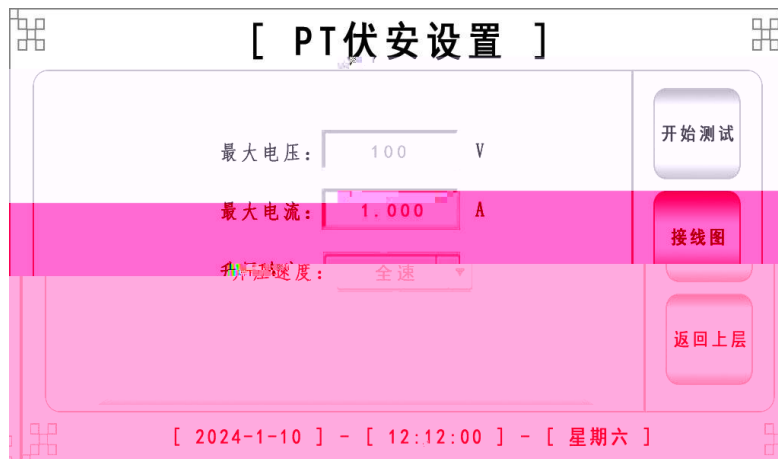 [ PT伏安设置 ]
最大电压: 100 V
开始测试
最大电流: 1.000 A
接线图
升压速度: 全速
返回上层
[ 2024-1-10 ] - [ 12:12:00 ] - [ 星期六 ]